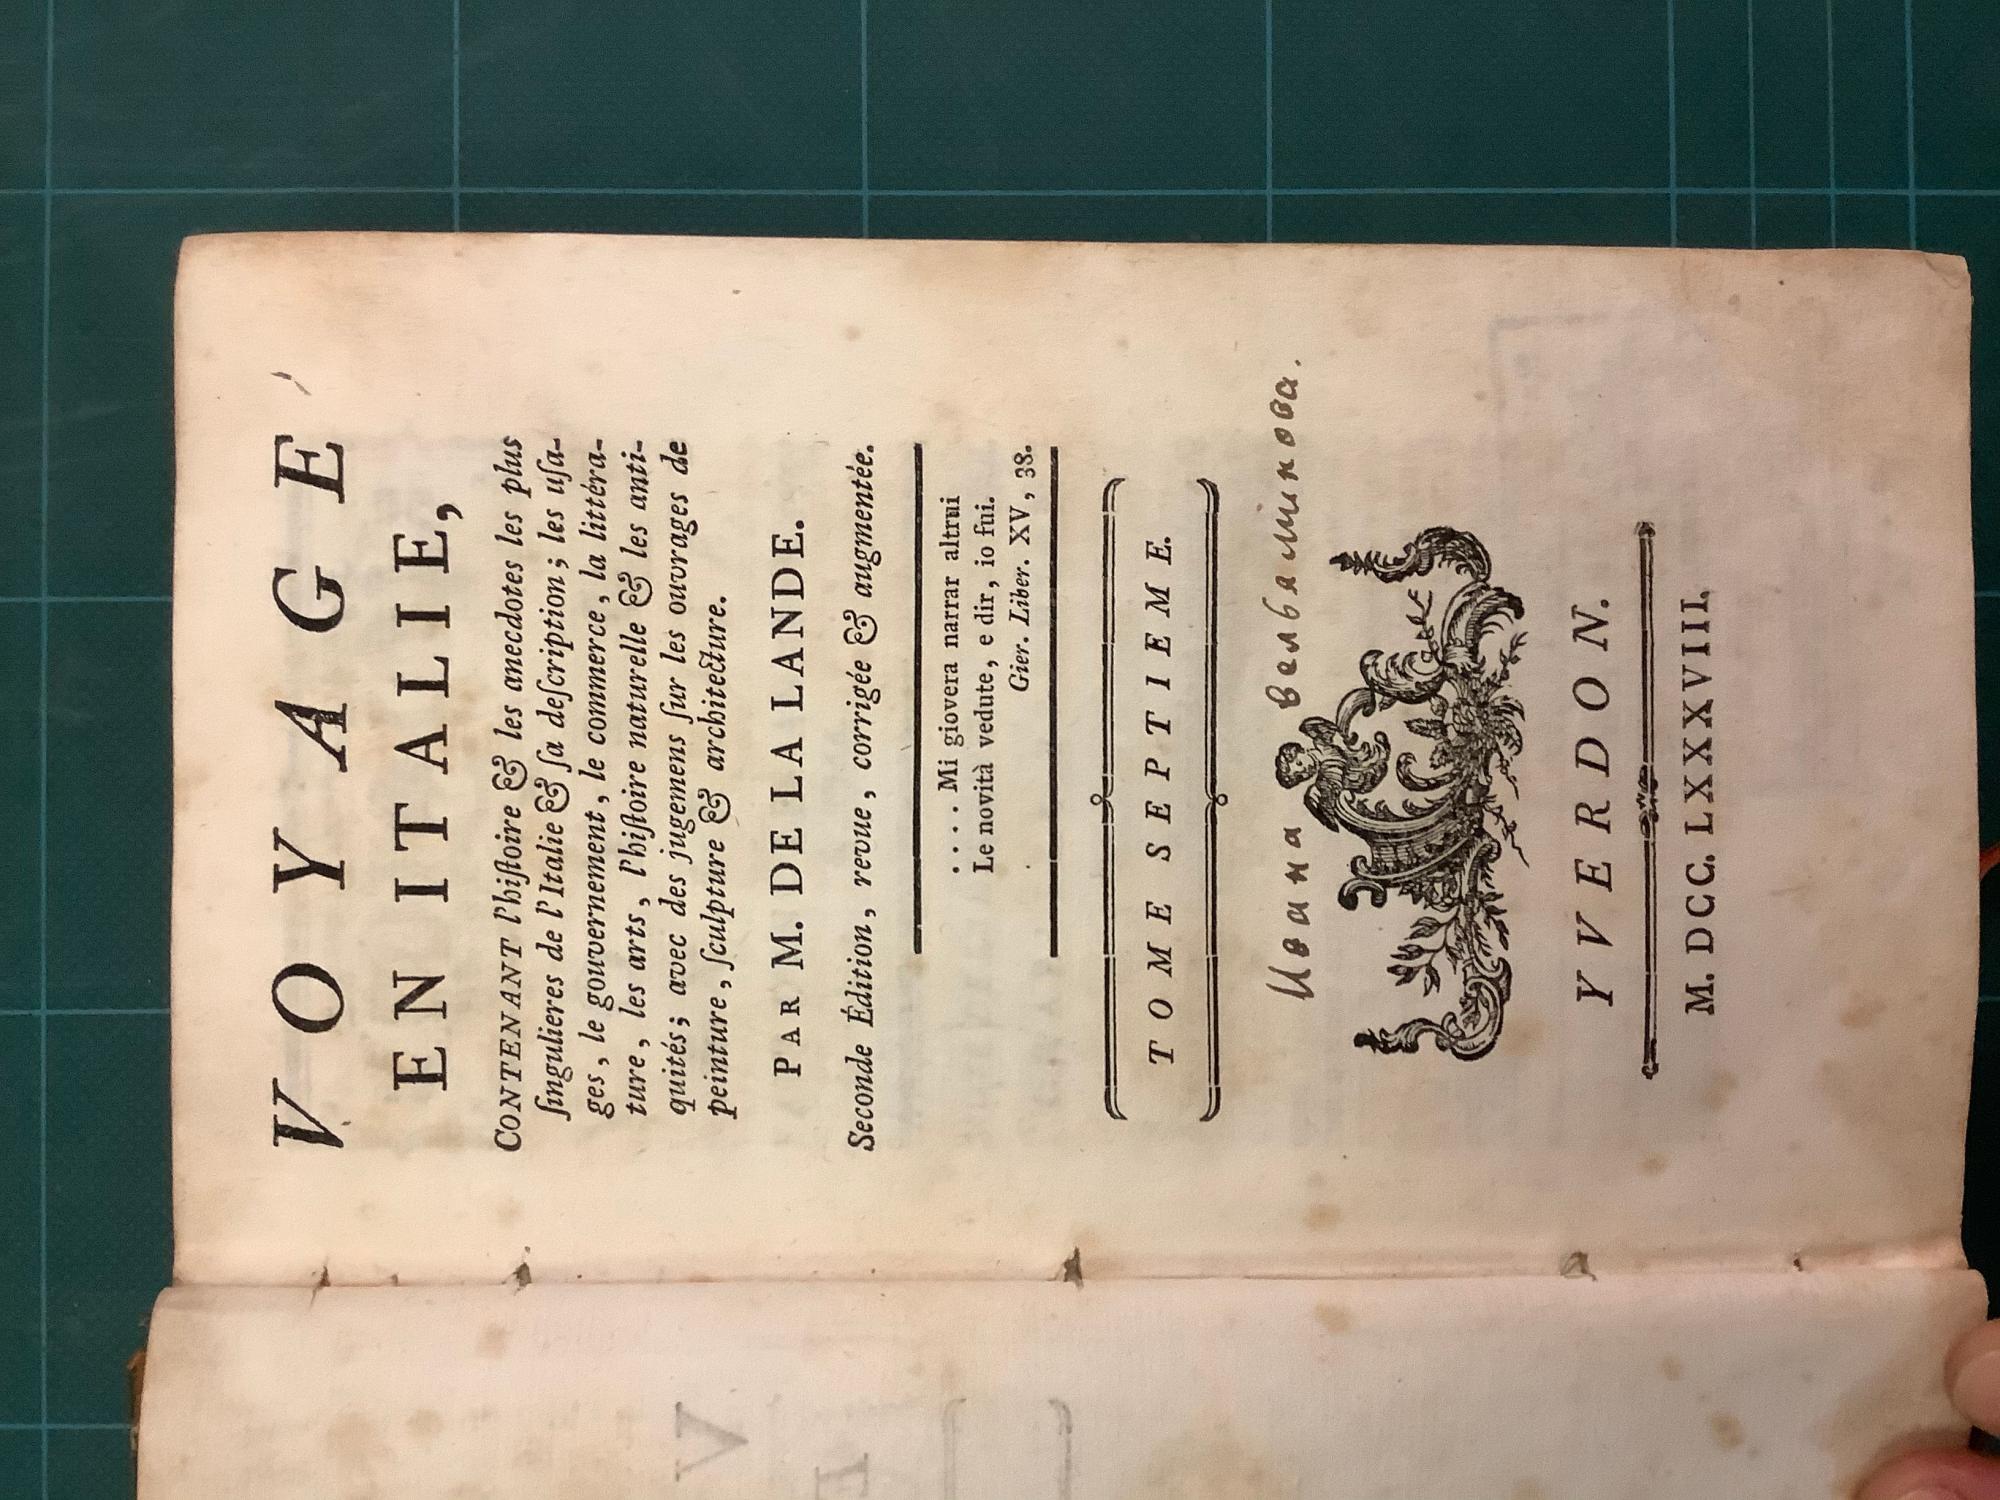 VOYAGE
EN ITALIE,
CONTENANT l'hiſtoire & les anecdotes les plus
ſingulieres de l'Italie & ſa deſcription; les uſa-
ges, le gouvernement, le commerce, la littéra-
ture, les arts, l'hiſtoire naturelle & les anti-
quités; avec des jugemens ſur les ouvrages de
peinture, ſculpture & architecture.
PAR M. DE LA LANDE.
Seconde Édition, revue, corrigée & augmentée.
.... Mi giovera narrar altrui
Le novità vedute, e dir, io fui.
Gier. Liber. XV, 38.
TOME SEPTIEME.
Ивана вельяминова.
YVERDON.
M. DCC. LXXXVIII.